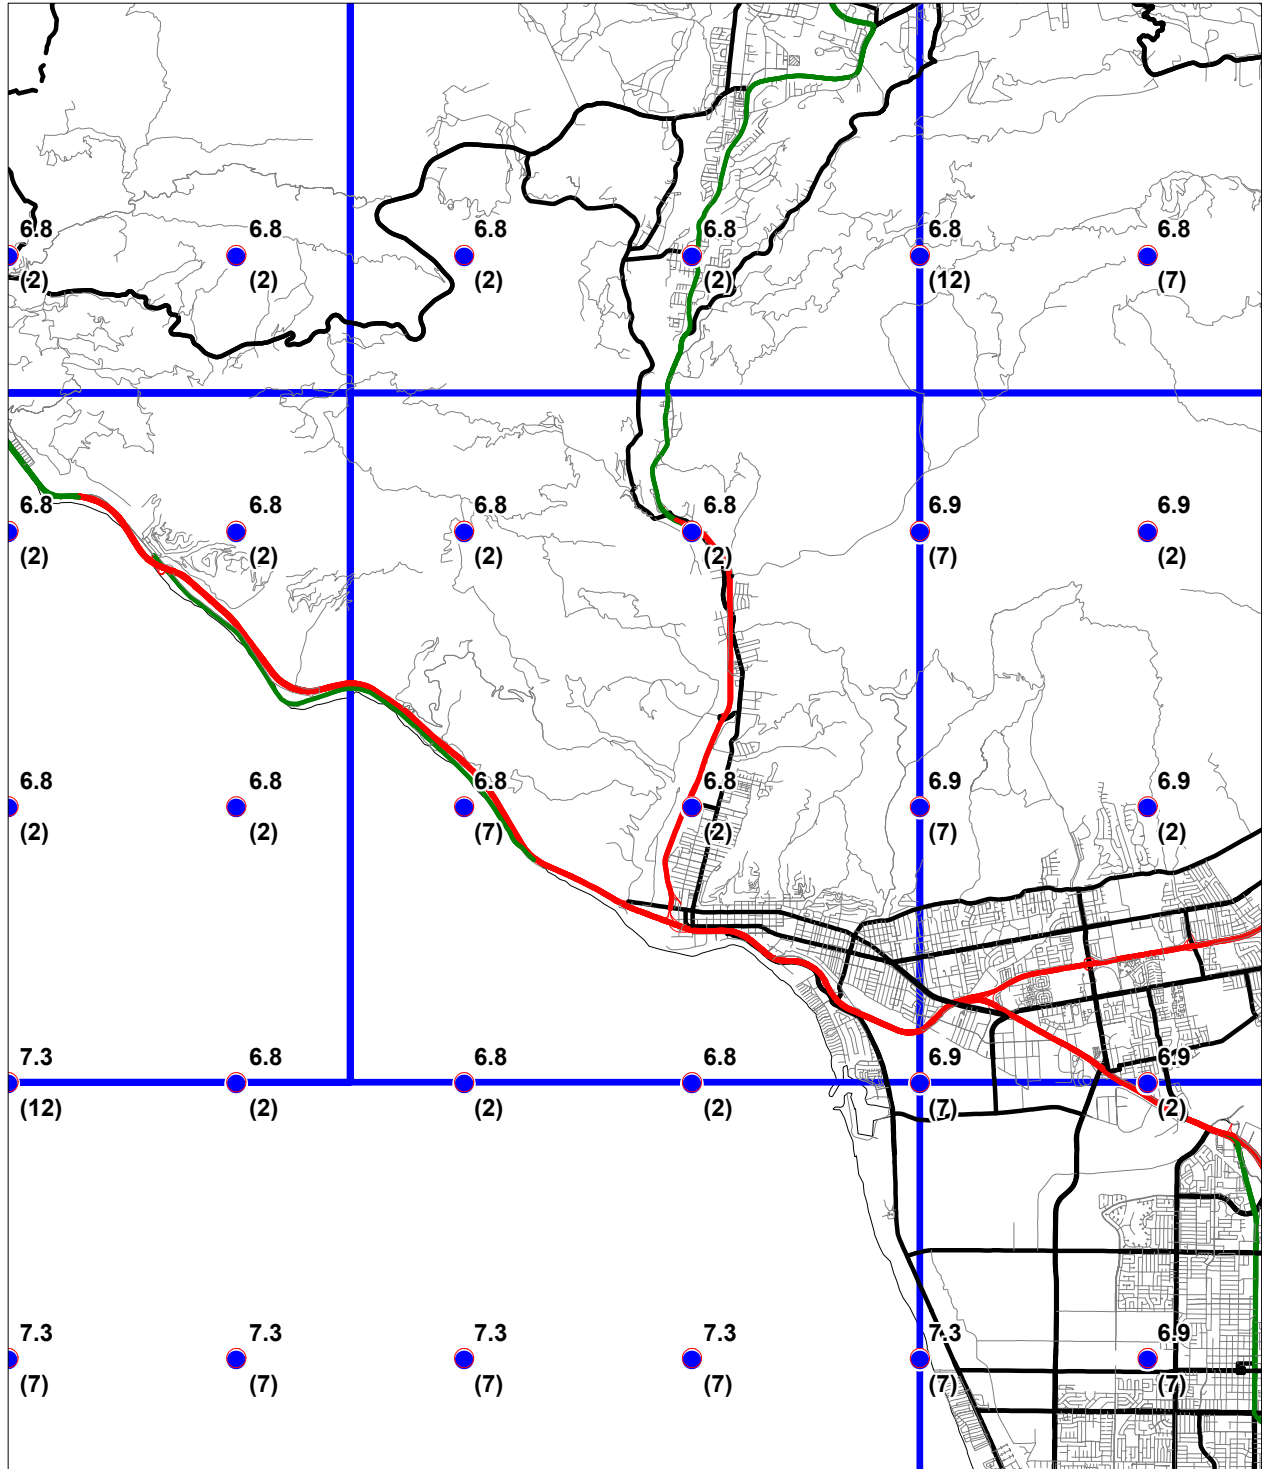 6.8 6.8 6.8 6.8 6.8 6.8
(2) (2) (2) (2) (12) (7)
6.8 6.8 6.8 6.8 6.9 6.9
(2) (2) (2) (2) (7) (2)
6.8 6.8 6.8 6.8 6.9 6.9
(2) (2) (7) (2) (7) (2)
7.3 6.8 6.8 6.8 6.9 6.9
(12) (2) (2) (2) (7) (2)
7.3 7.3 7.3 7.3 7.3 6.9
(7) (7) (7) (7) (7) (7)